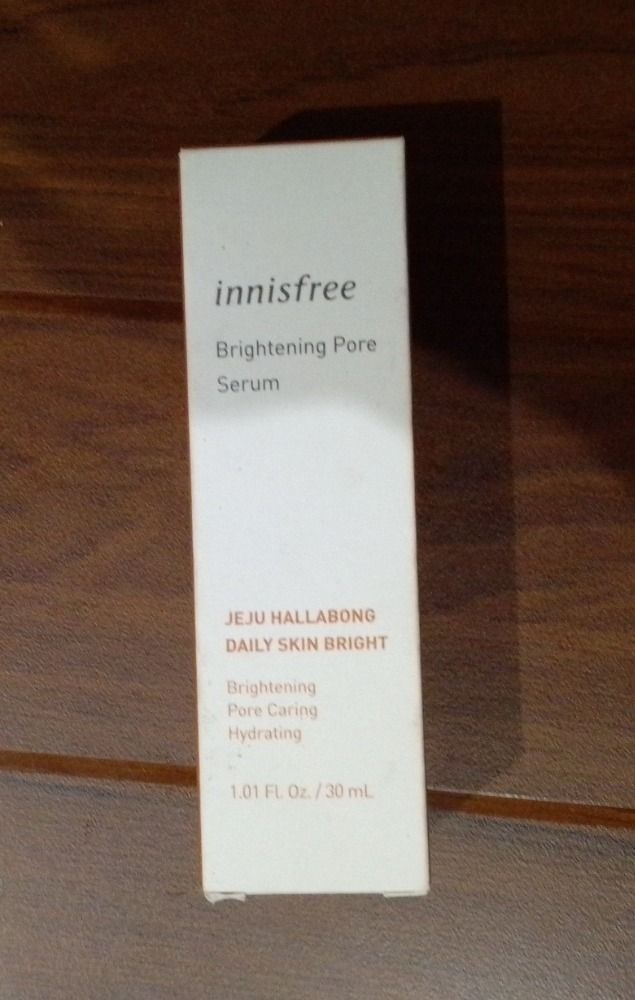 innisfree
Brightening Pore
Serum
JEJU HALLABONG
DAILY SKIN BRIGHT
Brightening
Pore Caring
Hydrating
1.01 Fl. Oz. / 30 mL